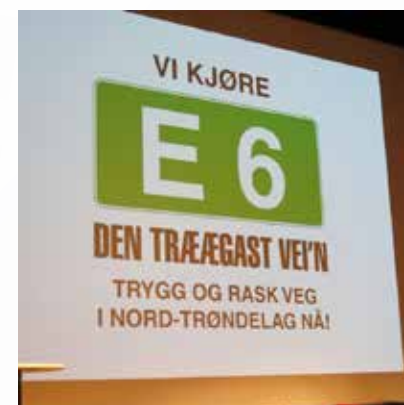 VI KJØRE
E 6
DEN TRÆÆGAST VEI'N
TRYGG OG RASK VEG
I NORD-TRØNDELAG NÅ!